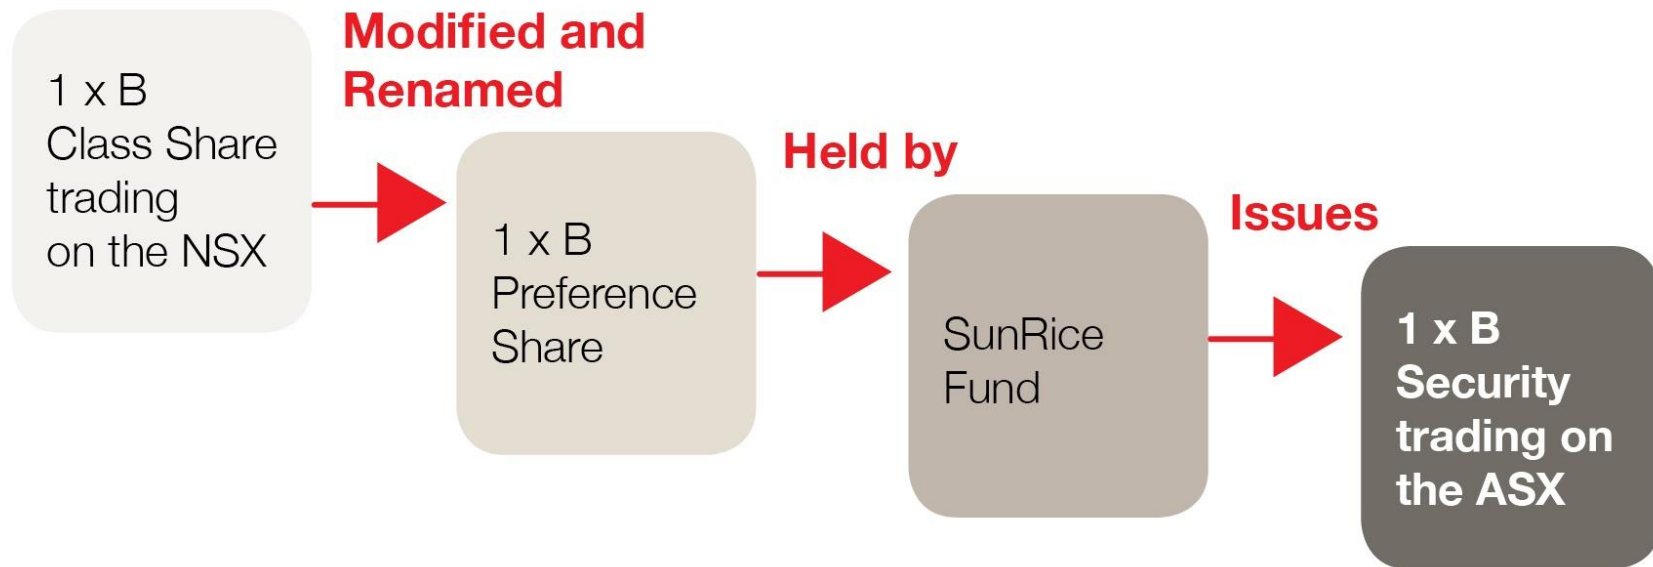 1 x B
Class Share
trading
on the NSX
Modified and
Renamed
1 x B
Preference
Share
Held by
SunRice
Fund
Issues
1 x B
Security
trading on
the ASX